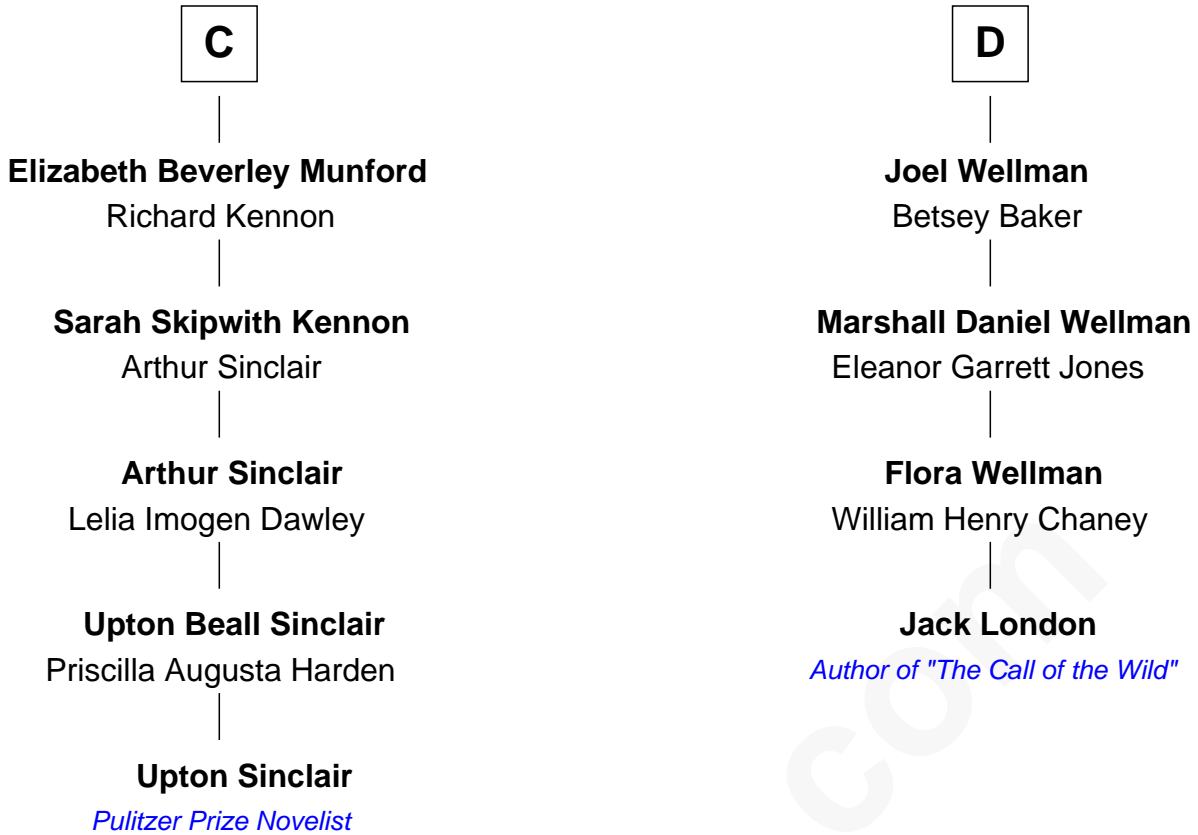 C
Elizabeth Beverley Munford
Richard Kennon
Sarah Skipwith Kennon
Arthur Sinclair
Arthur Sinclair
Lelia Imogen Dawley
Upton Beall Sinclair
Priscilla Augusta Harden
Upton Sinclair
Pulitzer Prize Novelist
D
Joel Wellman
Betsey Baker
Marshall Daniel Wellman
Eleanor Garrett Jones
Flora Wellman
William Henry Chaney
Jack London
Author of "The Call of the Wild"
com